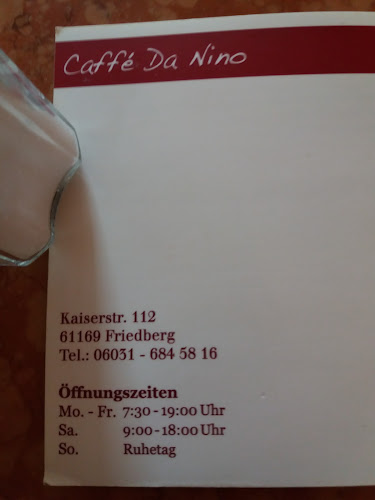 Caffé Da Nino
Kaiserstr. 112
61169 Friedberg
Tel.: 06031 - 684 58 16
Öffnungszeiten
Mo. - Fr. 7:30 - 19:00 Uhr
Sa. 9:00 - 18:00 Uhr
So. Ruhetag